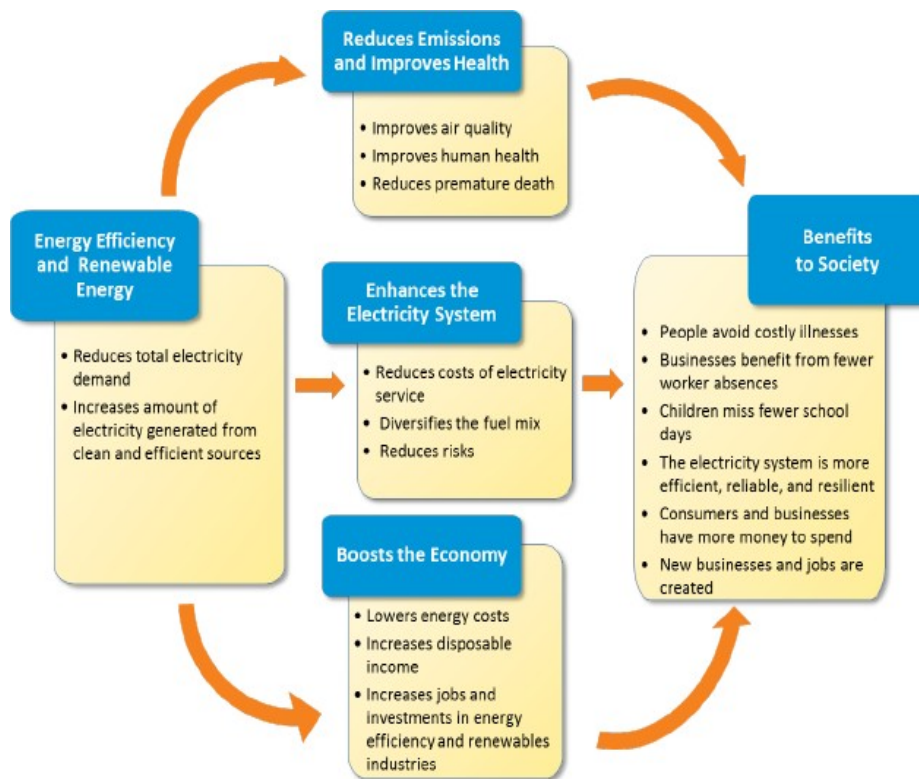 Reduces Emissions
and Improves Health
• Improves air quality
• Improves human health
• Reduces premature death
Energy Efficiency
and Renewable
Energy
• Reduces total electricity
demand
• Increases amount of
electricity generated from
clean and efficient sources
Enhances the
Electricity System
• Reduces costs of electricity
service
• Diversifies the fuel mix
• Reduces risks
Boosts the Economy
• Lowers energy costs
• Increases disposable
income
• Increases jobs and
investments in energy
efficiency and renewables
industries
Benefits
to Society
• People avoid costly illnesses
• Businesses benefit from fewer
worker absences
• Children miss fewer school
days
• The electricity system is more
efficient, reliable, and resilient
• Consumers and businesses
have more money to spend
• New businesses and jobs are
created